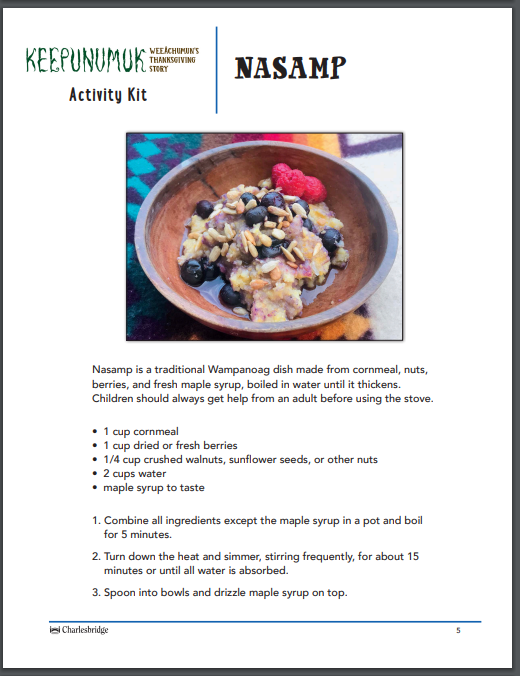 KEEPUNUMUK WEEÂCHUMUN'S
THANKSGIVING
STORY
Activity Kit
NASAMP
Nasamp is a traditional Wampanoag dish made from cornmeal, nuts,
berries, and fresh maple syrup, boiled in water until it thickens.
Children should always get help from an adult before using the stove.
• 1 cup cornmeal
• 1 cup dried or fresh berries
• 1/4 cup crushed walnuts, sunflower seeds, or other nuts
• 2 cups water
• maple syrup to taste
1. Combine all ingredients except the maple syrup in a pot and boil
for 5 minutes.
2. Turn down the heat and simmer, stirring frequently, for about 15
minutes or until all water is absorbed.
3. Spoon into bowls and drizzle maple syrup on top.
Charlesbridge
5